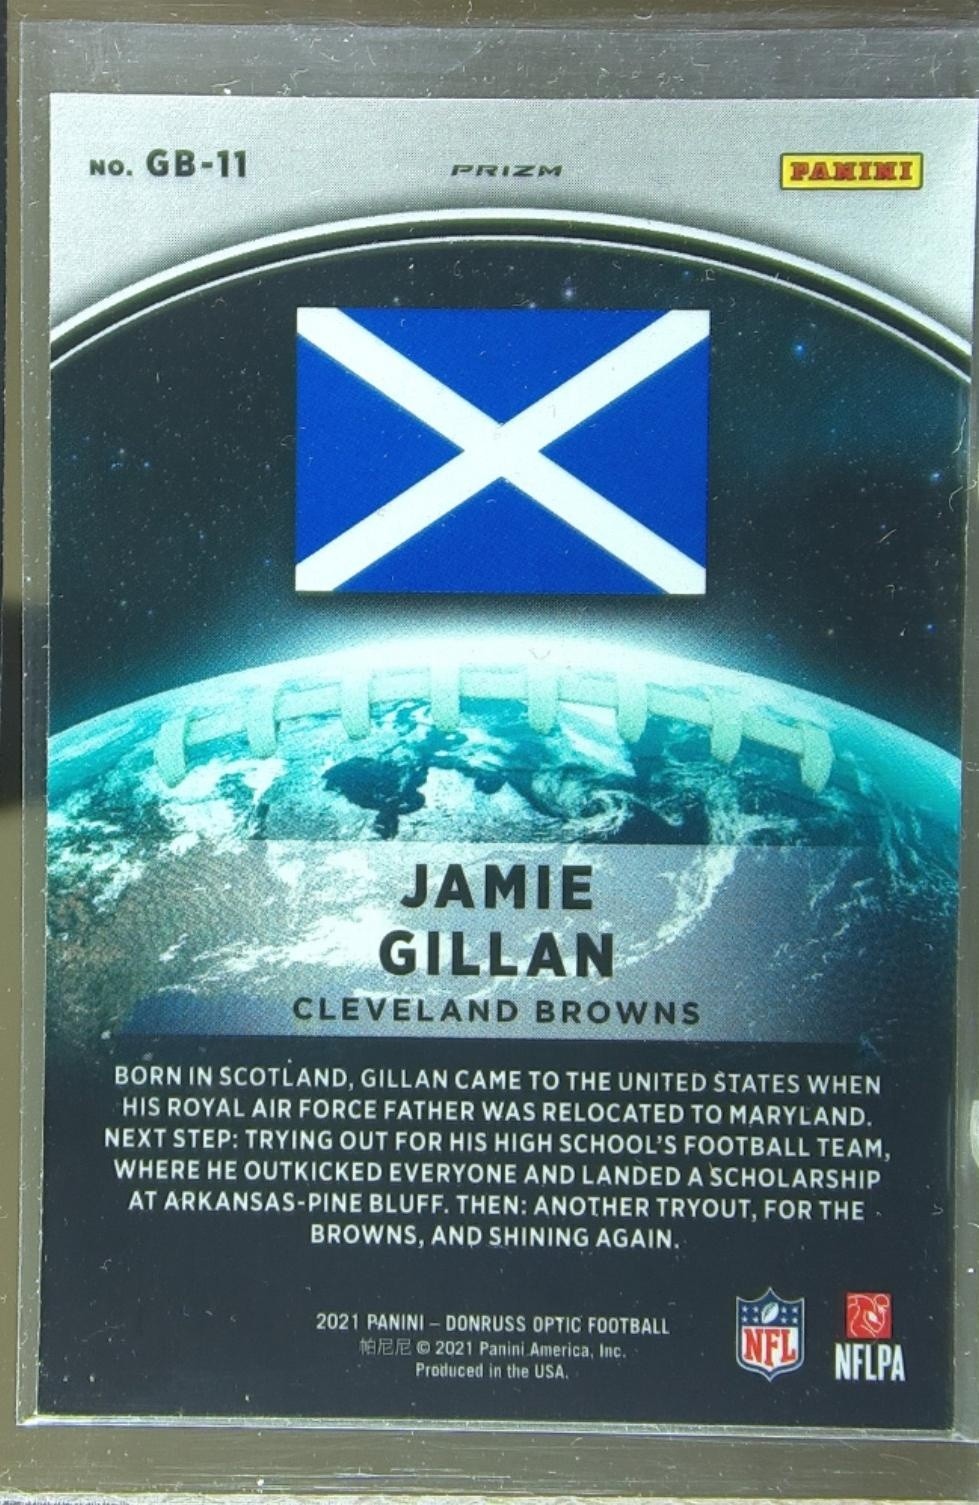 NO. GB-11
PRIZM
PANINI
JAMIE
GILLAN
CLEVELAND BROWNS
BORN IN SCOTLAND, GILLAN CAME TO THE UNITED STATES WHEN
HIS ROYAL AIR FORCE FATHER WAS RELOCATED TO MARYLAND.
NEXT STEP: TRYING OUT FOR HIS HIGH SCHOOL'S FOOTBALL TEAM,
WHERE HE OUTKICKED EVERYONE AND LANDED A SCHOLARSHIP
AT ARKANSAS-PINE BLUFF. THEN: ANOTHER TRYOUT, FOR THE
BROWNS, AND SHINING AGAIN.
2021 PANINI – DONRUSS OPTIC FOOTBALL
帕尼尼 © 2021 Panini America, Inc.
Produced in the USA.
NFL
NFLPA